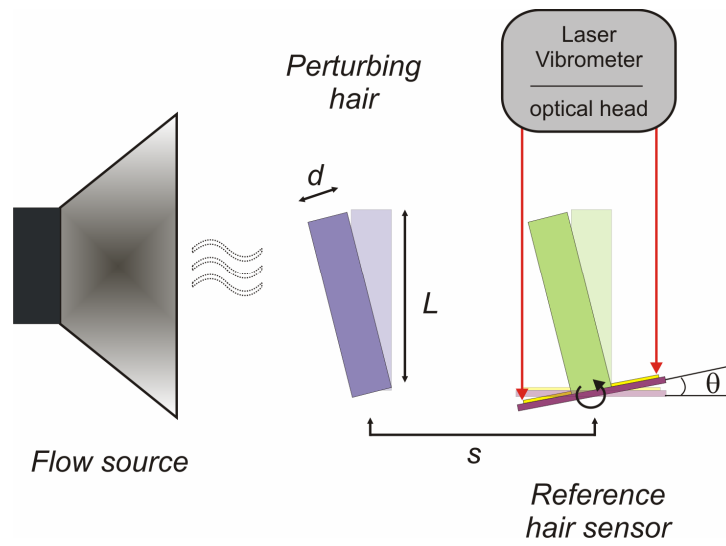 Laser
Vibrometer
optical head
Perturbing
hair
d
L
θ
s
Flow source
Reference
hair sensor